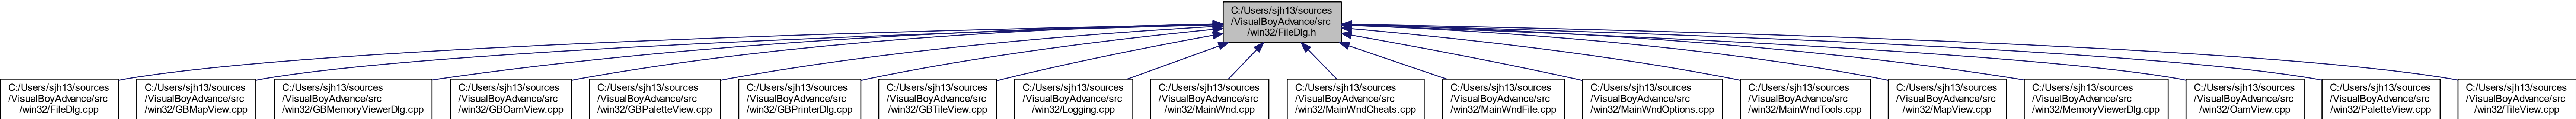 C:/Users/sjh13/sources
/VisualBoyAdvance/src
/win32/FileDlg.h
C:/Users/sjh13/sources
/VisualBoyAdvance/src
/win32/FileDlg.cpp
C:/Users/sjh13/sources
/VisualBoyAdvance/src
/win32/GBMapView.cpp
C:/Users/sjh13/sources
/VisualBoyAdvance/src
/win32/GBMemoryViewerDlg.cpp
C:/Users/sjh13/sources
/VisualBoyAdvance/src
/win32/GBOamView.cpp
C:/Users/sjh13/sources
/VisualBoyAdvance/src
/win32/GBPaletteView.cpp
C:/Users/sjh13/sources
/VisualBoyAdvance/src
/win32/GBPrinterDlg.cpp
C:/Users/sjh13/sources
/VisualBoyAdvance/src
/win32/GBTileView.cpp
C:/Users/sjh13/sources
/VisualBoyAdvance/src
/win32/Logging.cpp
C:/Users/sjh13/sources
/VisualBoyAdvance/src
/win32/MainWnd.cpp
C:/Users/sjh13/sources
/VisualBoyAdvance/src
/win32/MainWndCheats.cpp
C:/Users/sjh13/sources
/VisualBoyAdvance/src
/win32/MainWndFile.cpp
C:/Users/sjh13/sources
/VisualBoyAdvance/src
/win32/MainWndOptions.cpp
C:/Users/sjh13/sources
/VisualBoyAdvance/src
/win32/MainWndTools.cpp
C:/Users/sjh13/sources
/VisualBoyAdvance/src
/win32/MapView.cpp
C:/Users/sjh13/sources
/VisualBoyAdvance/src
/win32/MemoryViewerDlg.cpp
C:/Users/sjh13/sources
/VisualBoyAdvance/src
/win32/OamView.cpp
C:/Users/sjh13/sources
/VisualBoyAdvance/src
/win32/PaletteView.cpp
C:/Users/sjh13/sources
/VisualBoyAdvance/src
/win32/TileView.cpp